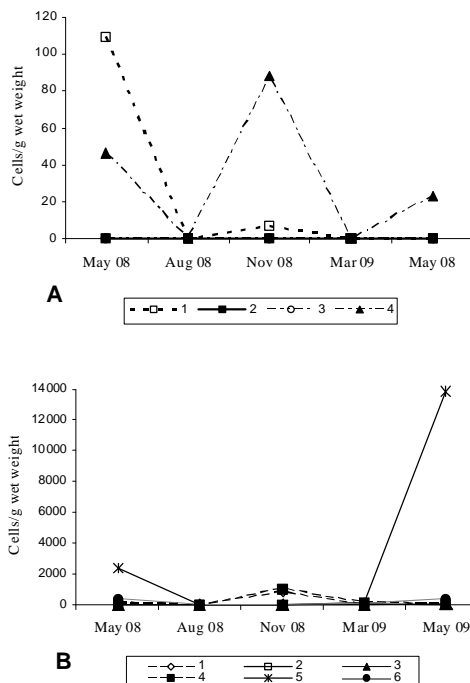 120
100
80
60
40
20
0
Cells/g wet weight
May 08 Aug 08 Nov 08 Mar 09 May 08
A
1 2 3 4
14000
12000
10000
8000
6000
4000
2000
0
Cells/g wet weight
May 08 Aug 08 Nov 08 Mar 09 May 09
B
1 2 3
4 5 6